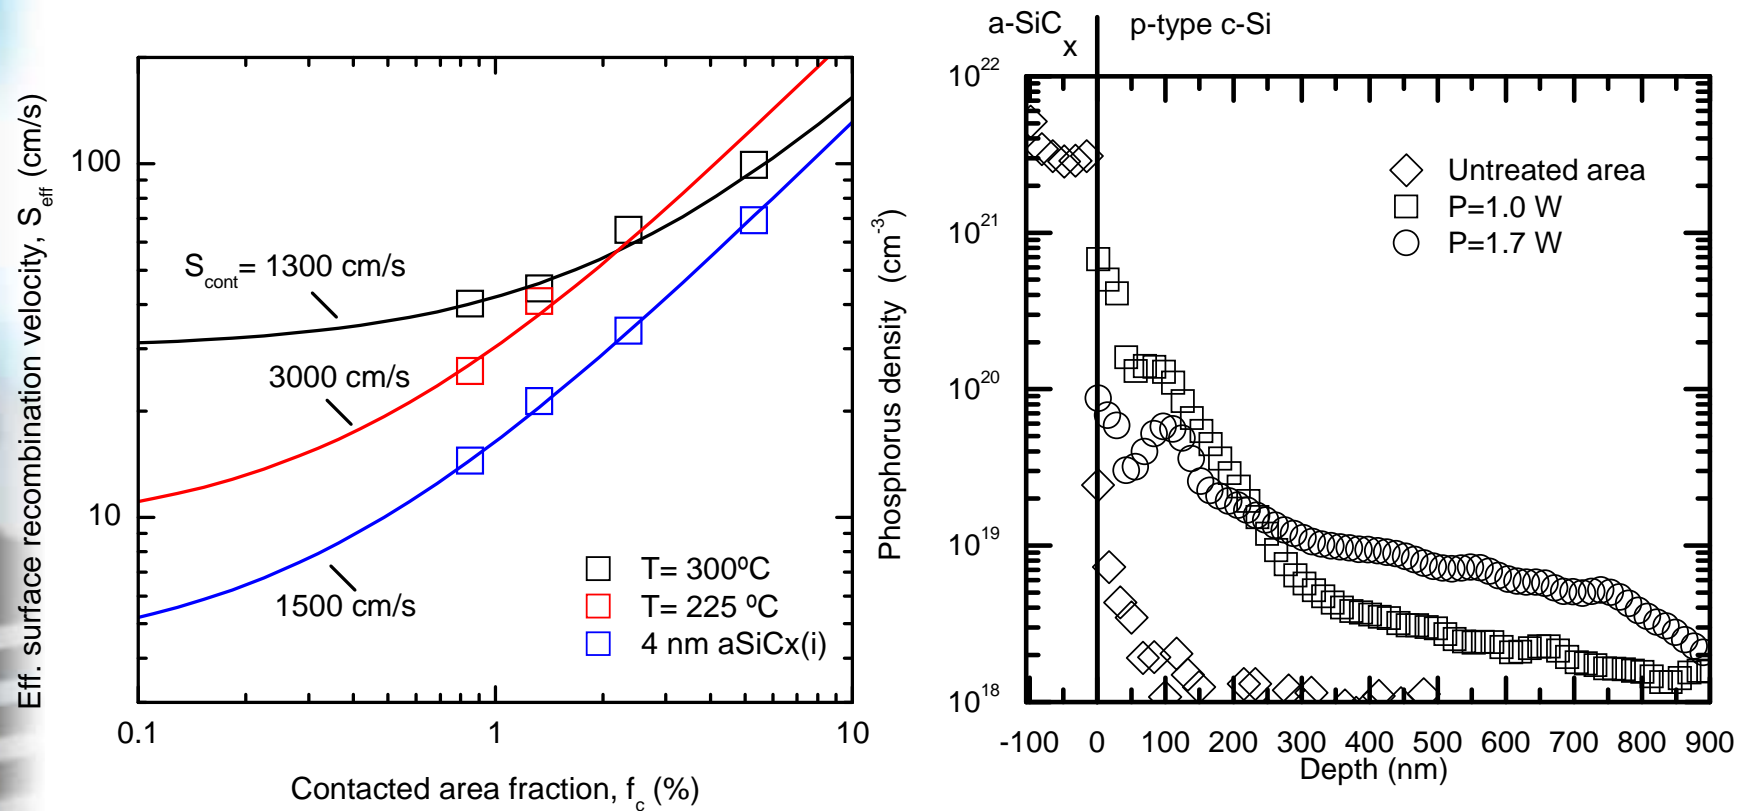 Eff. surface recombination velocity, S_eff (cm/s)
100
10
S_cont= 1300 cm/s
3000 cm/s
1500 cm/s
T= 300ºC
T= 225 ºC
4 nm aSiCx(i)
0.1
1
10
Contacted area fraction, f_c (%)
a-SiC_x
p-type c-Si
Phosphorus density (cm^-3)
10^22
10^21
10^20
10^19
10^18
Untreated area
P=1.0 W
P=1.7 W
-100 0 100 200 300 400 500 600 700 800 900
Depth (nm)